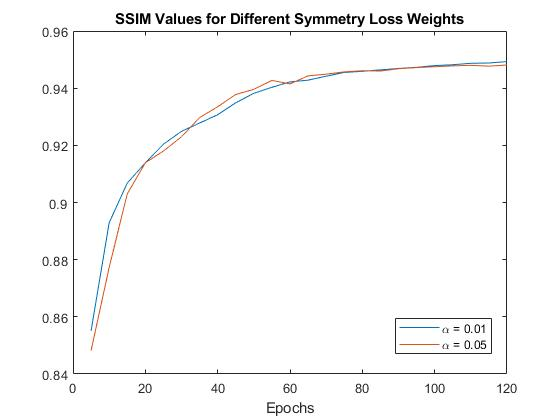 SSIM Values for Different Symmetry Loss Weights
0.96
0.94
0.92
0.9
0.88
0.86
0.84
0 20 40 60 80 100 120
α = 0.01
α = 0.05
Epochs